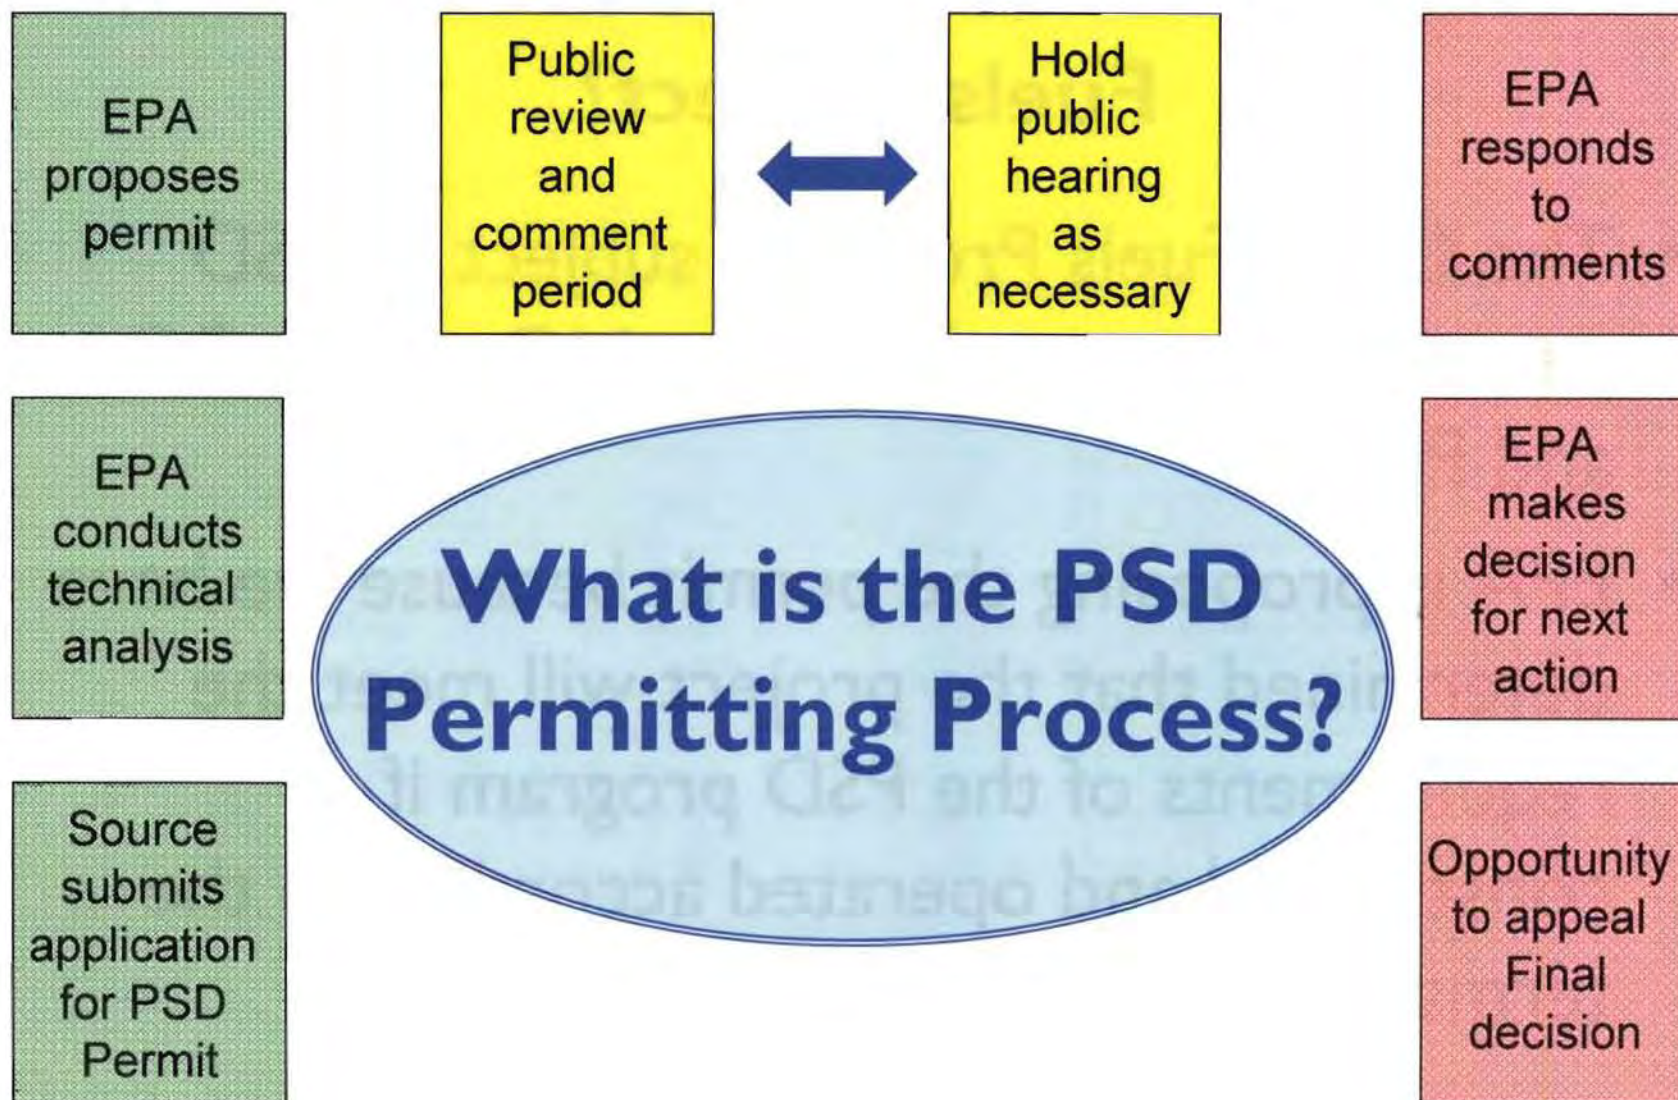 EPA
proposes
permit
Public
review
and
comment
period
Hold
public
hearing
as
necessary
EPA
responds
to
comments
EPA
conducts
technical
analysis
What is the PSD
Permitting Process?
EPA
makes
decision
for next
action
Source
submits
application
for PSD
Permit
Opportunity
to appeal
Final
decision